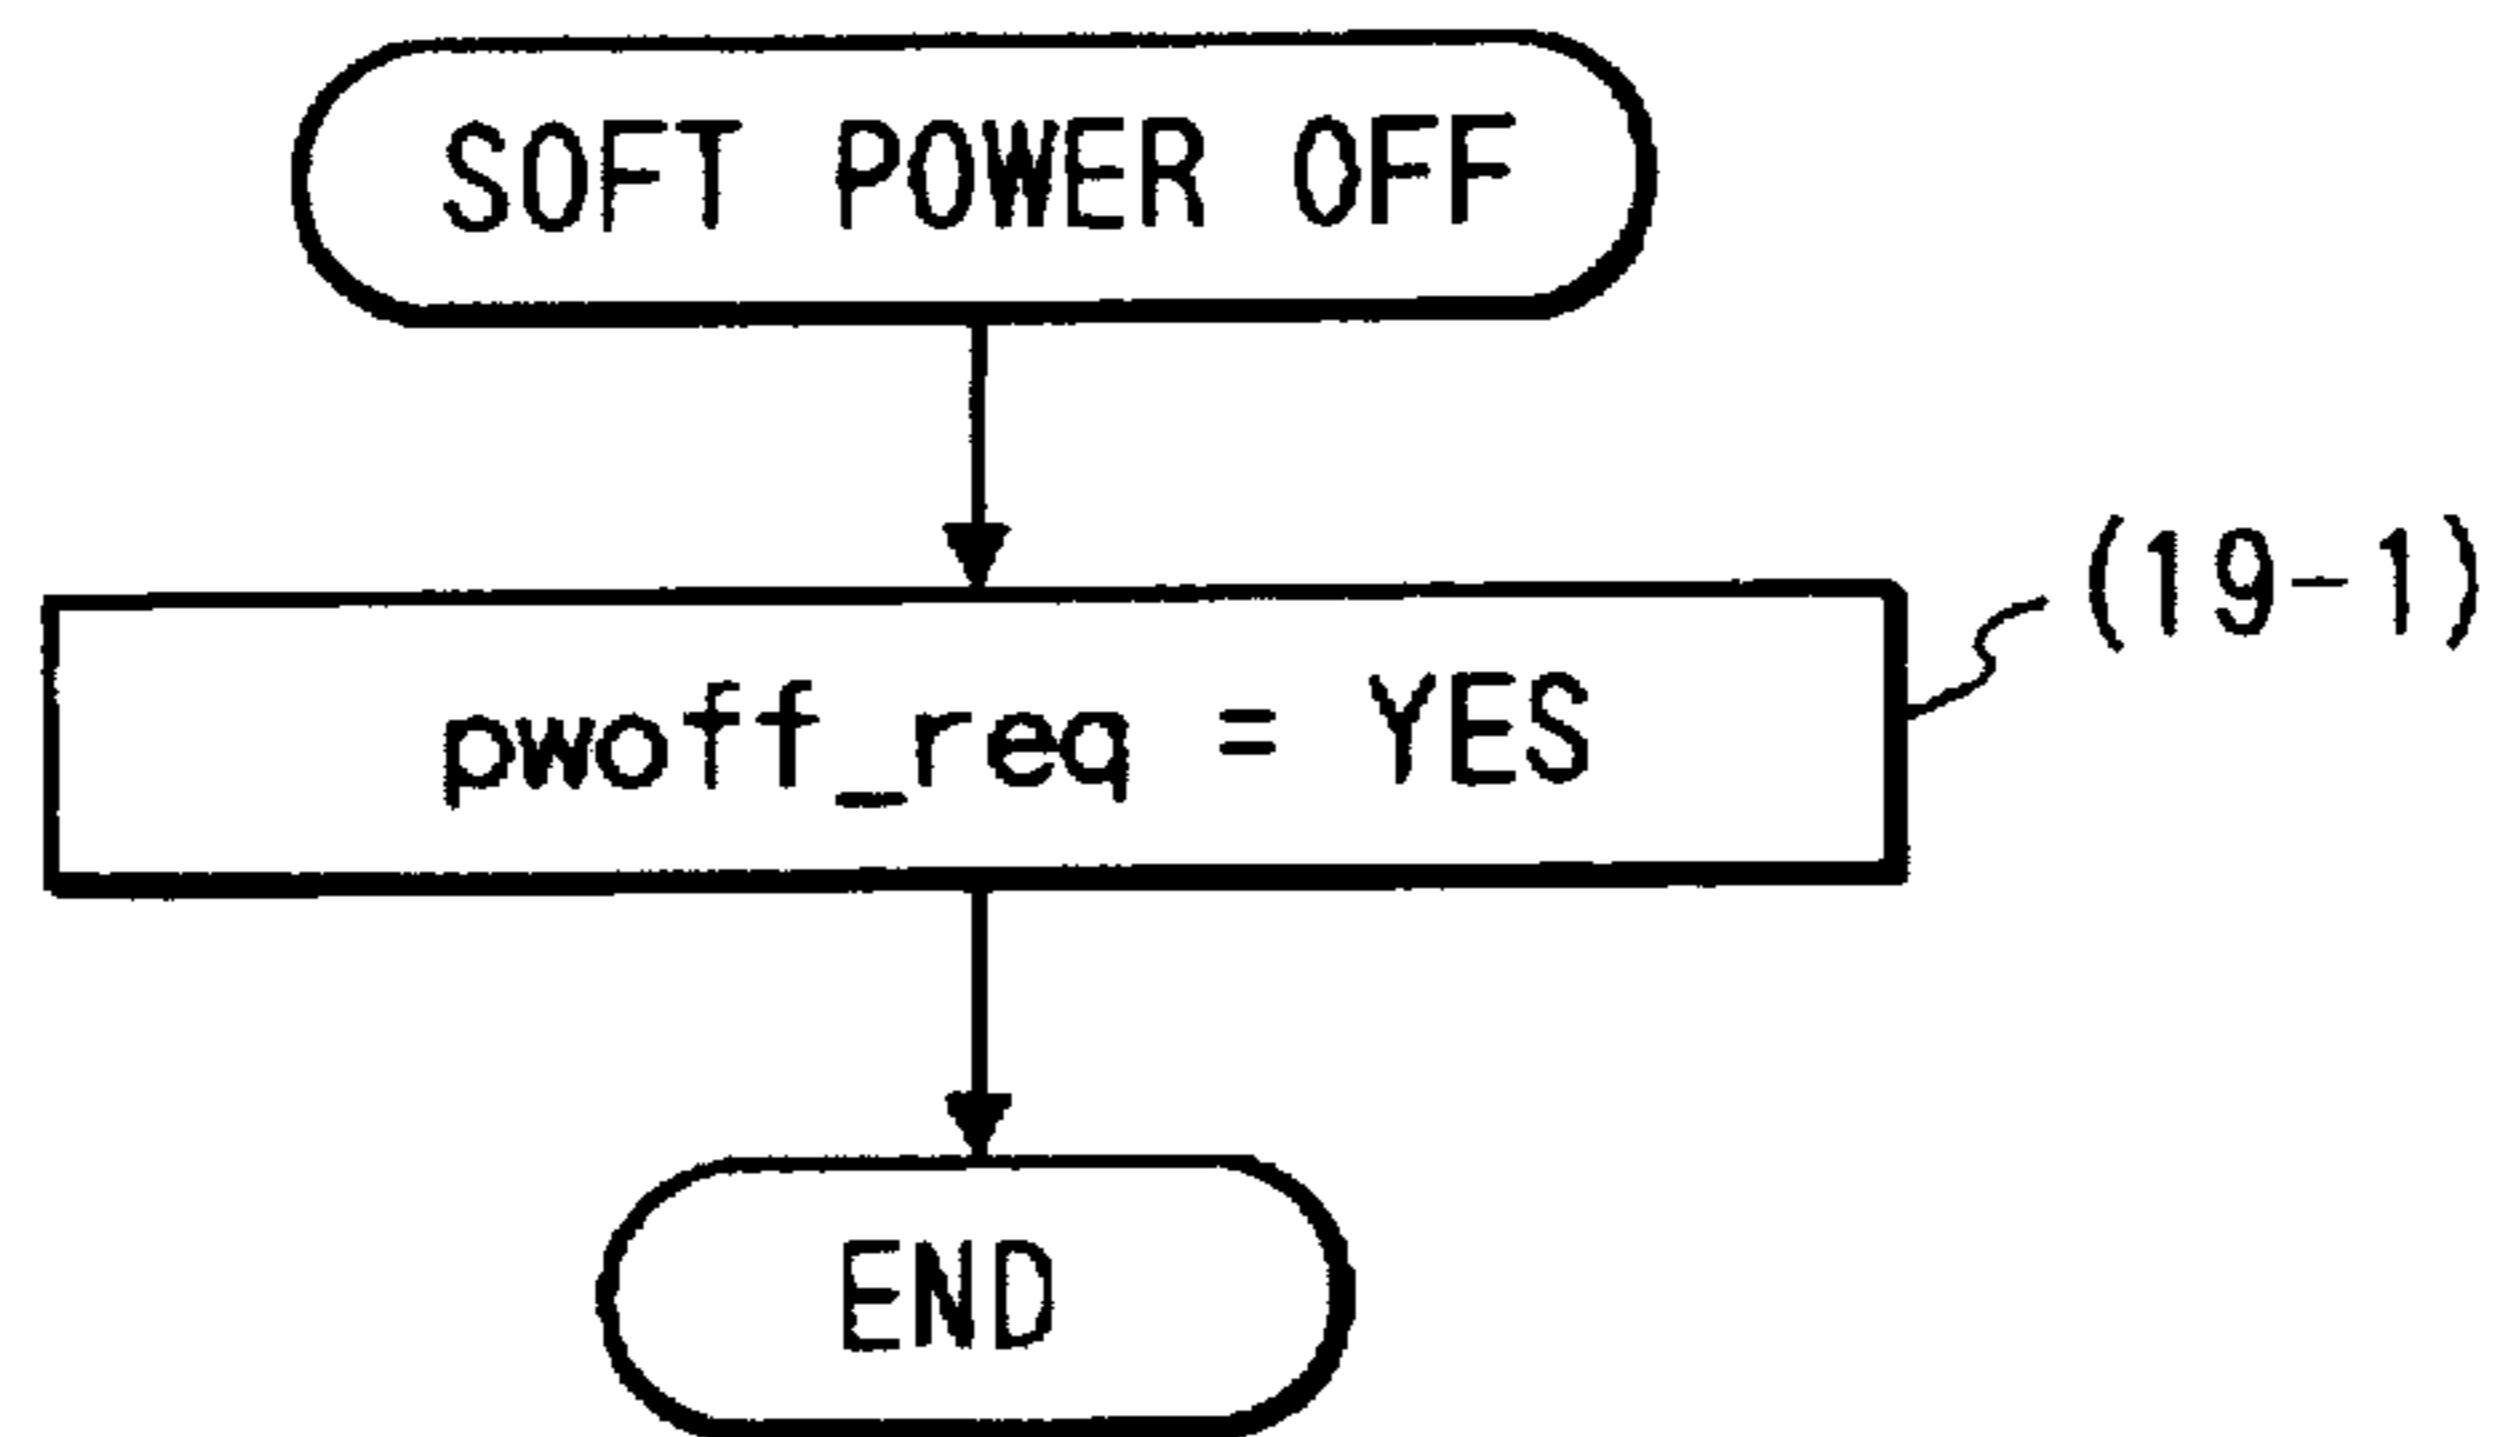 SOFT POWER OFF
(19-1)
pwoff_req = YES
END